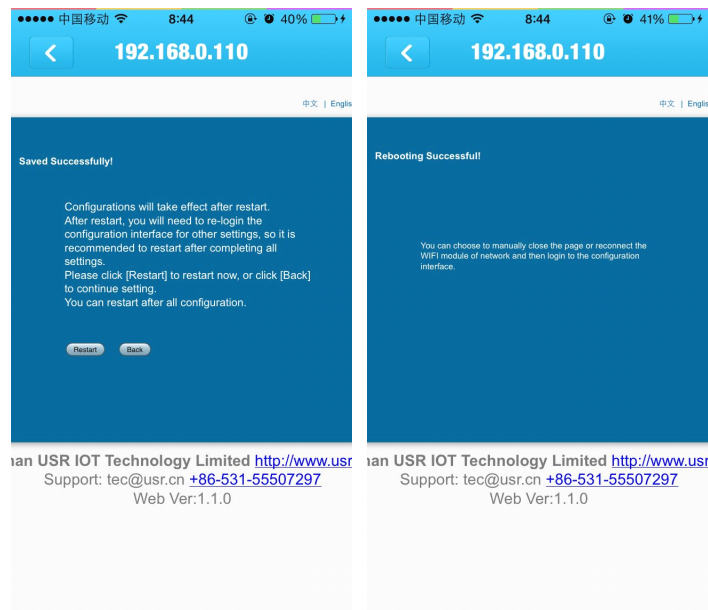 中国移动 8:44 40%
192.168.0.110
中文 | Englis
Saved Successfully!
Configurations will take effect after restart.
After restart, you will need to re-login the
configuration interface for other settings, so it is
recommended to restart after completing all
settings.
Please click [Restart] to restart now, or click [Back]
to continue setting.
You can restart after all configuration.
Restart Back
nan USR IOT Technology Limited http://www.usr
Support: tec@usr.cn +86-531-55507297
Web Ver:1.1.0
中国移动 8:44 41%
192.168.0.110
中文 | Englis
Rebooting Successful!
You can choose to manually close the page or reconnect the
WIFI module of network and then login to the configuration
interface.
nan USR IOT Technology Limited http://www.usr
Support: tec@usr.cn +86-531-55507297
Web Ver:1.1.0